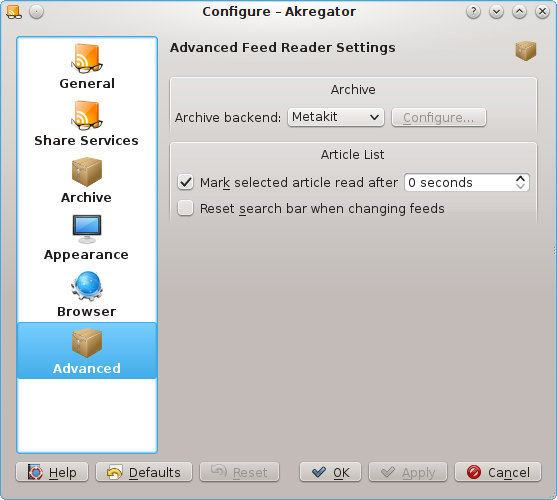 Configure – Akregator
General
Share Services
Archive
Appearance
Browser
Advanced
Advanced Feed Reader Settings
Archive
Archive backend: Metakit Configure...
Article List
Mark selected article read after 0 seconds
Reset search bar when changing feeds
Help Defaults Reset OK Apply Cancel